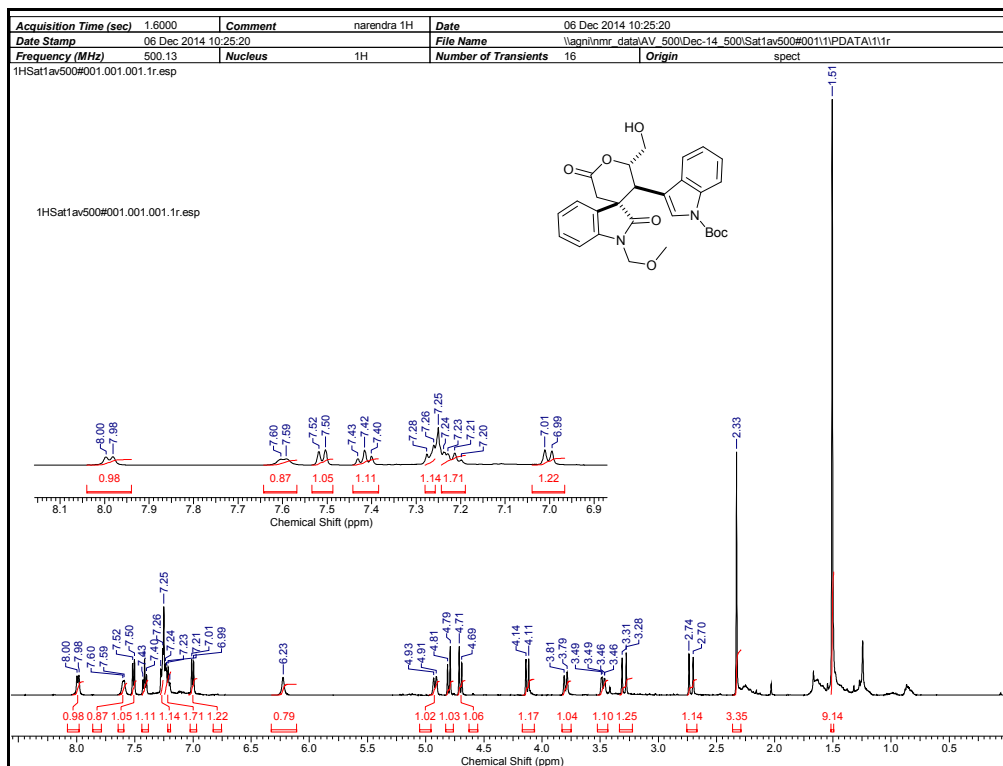 Acquisition Time (sec) 1.6000 Comment narendra 1H Date 06 Dec 2014 10:25:20
Date Stamp 06 Dec 2014 10:25:20 File Name \\agni\nmr_data\AV_500\Dec-14_500\Sat1av500#001\1\PDATA\1\1r
Frequency (MHz) 500.13 Nucleus 1H Number of Transients 16 Origin spect
1HSat1av500#001.001.001.1r.esp
1.51
HO
O
O
1HSat1av500#001.001.001.1r.esp
2
O
N
N
Boc
O
8.00 7.98 7.60 7.59 7.52 7.50 7.43 7.42 7.40 7.28 7.26 7.25 7.24 7.23 7.21 7.20 7.01 6.99
0.98 0.87 1.05 1.11 1.14 1.71 1.22
8.1 8.0 7.9 7.8 7.7 7.6 7.5 7.4 7.3 7.2 7.1 7.0 6.9
Chemical Shift (ppm)
2.33
8.00 7.98 7.60 7.59 7.52 7.50 7.43 7.40 7.26 7.25 7.24 7.23 7.21 7.01 6.99 6.23 4.93 4.91 4.81 4.79 4.71 4.69 4.14 4.11 3.81 3.79 3.49 3.49 3.46 3.46 3.31 3.28 2.74 2.70
0.98 0.87 1.05 1.11 1.14 1.71 1.22 0.79 1.02 1.03 1.06 1.17 1.04 1.10 1.25 1.14 3.35 9.14
8.0 7.5 7.0 6.5 6.0 5.5 5.0 4.5 4.0 3.5 3.0 2.5 2.0 1.5 1.0 0.5
Chemical Shift (ppm)